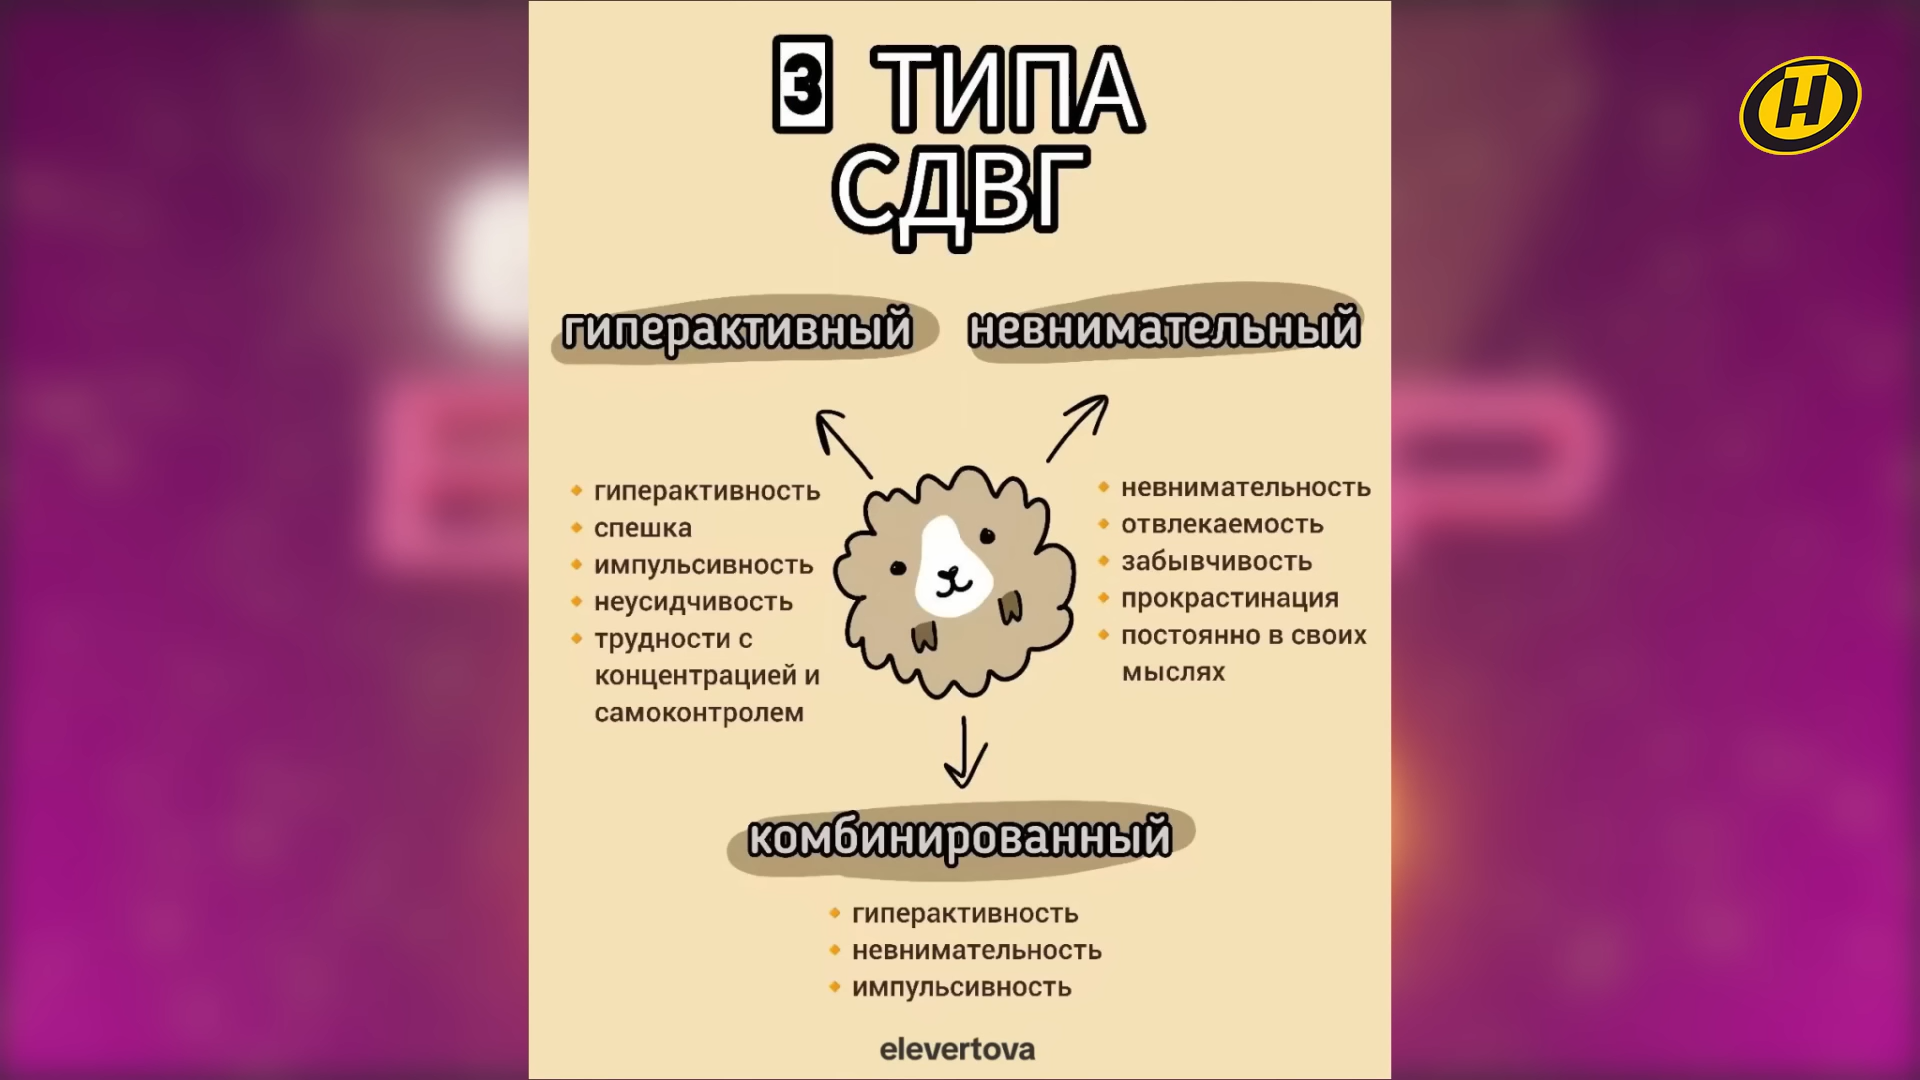 3 ТИПА
СДВГ
гиперактивный
невнимательный
гиперактивность
спешка
импульсивность
неусидчивость
трудности с
концентрацией и
самоконтролем
невнимательность
отвлекаемость
забывчивость
прокрастинация
постоянно в своих
мыслях
комбинированный
гиперактивность
невнимательность
импульсивность
elevertova